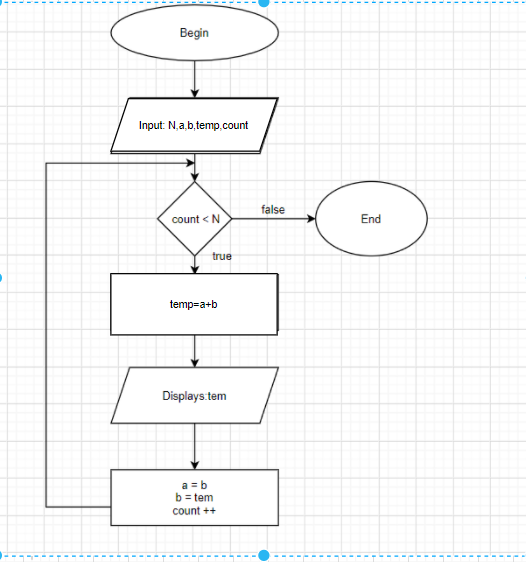 Begin
Input: N,a,b,temp,count
count < N
false
End
true
temp=a+b
Displays:tem
a = b
b = tem
count ++